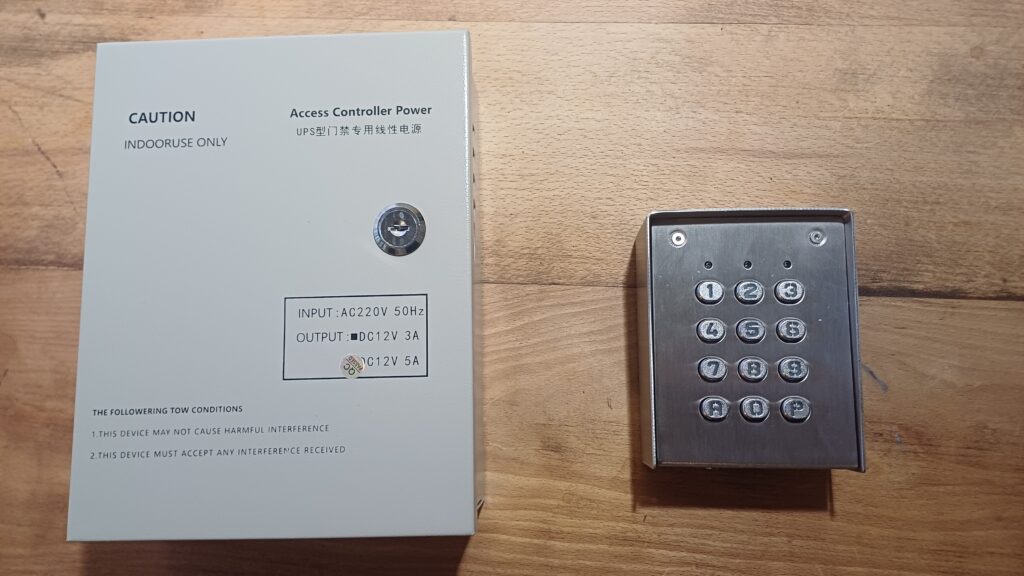 CAUTION
INDOORUSE ONLY
Access Controller Power
UPS型门禁专用线性电源
INPUT :AC220V 50Hz
OUTPUT :■DC12V 3A
DC12V 5A
THE FOLLOWERING TOW CONDITIONS
1.THIS DEVICE MAY NOT CAUSE HARMFUL INTERFERENCE
2.THIS DEVICE MUST ACCEPT ANY INTERFERENCE RECEIVED
1 2 3
4 5 6
7 8 9
A 0 P